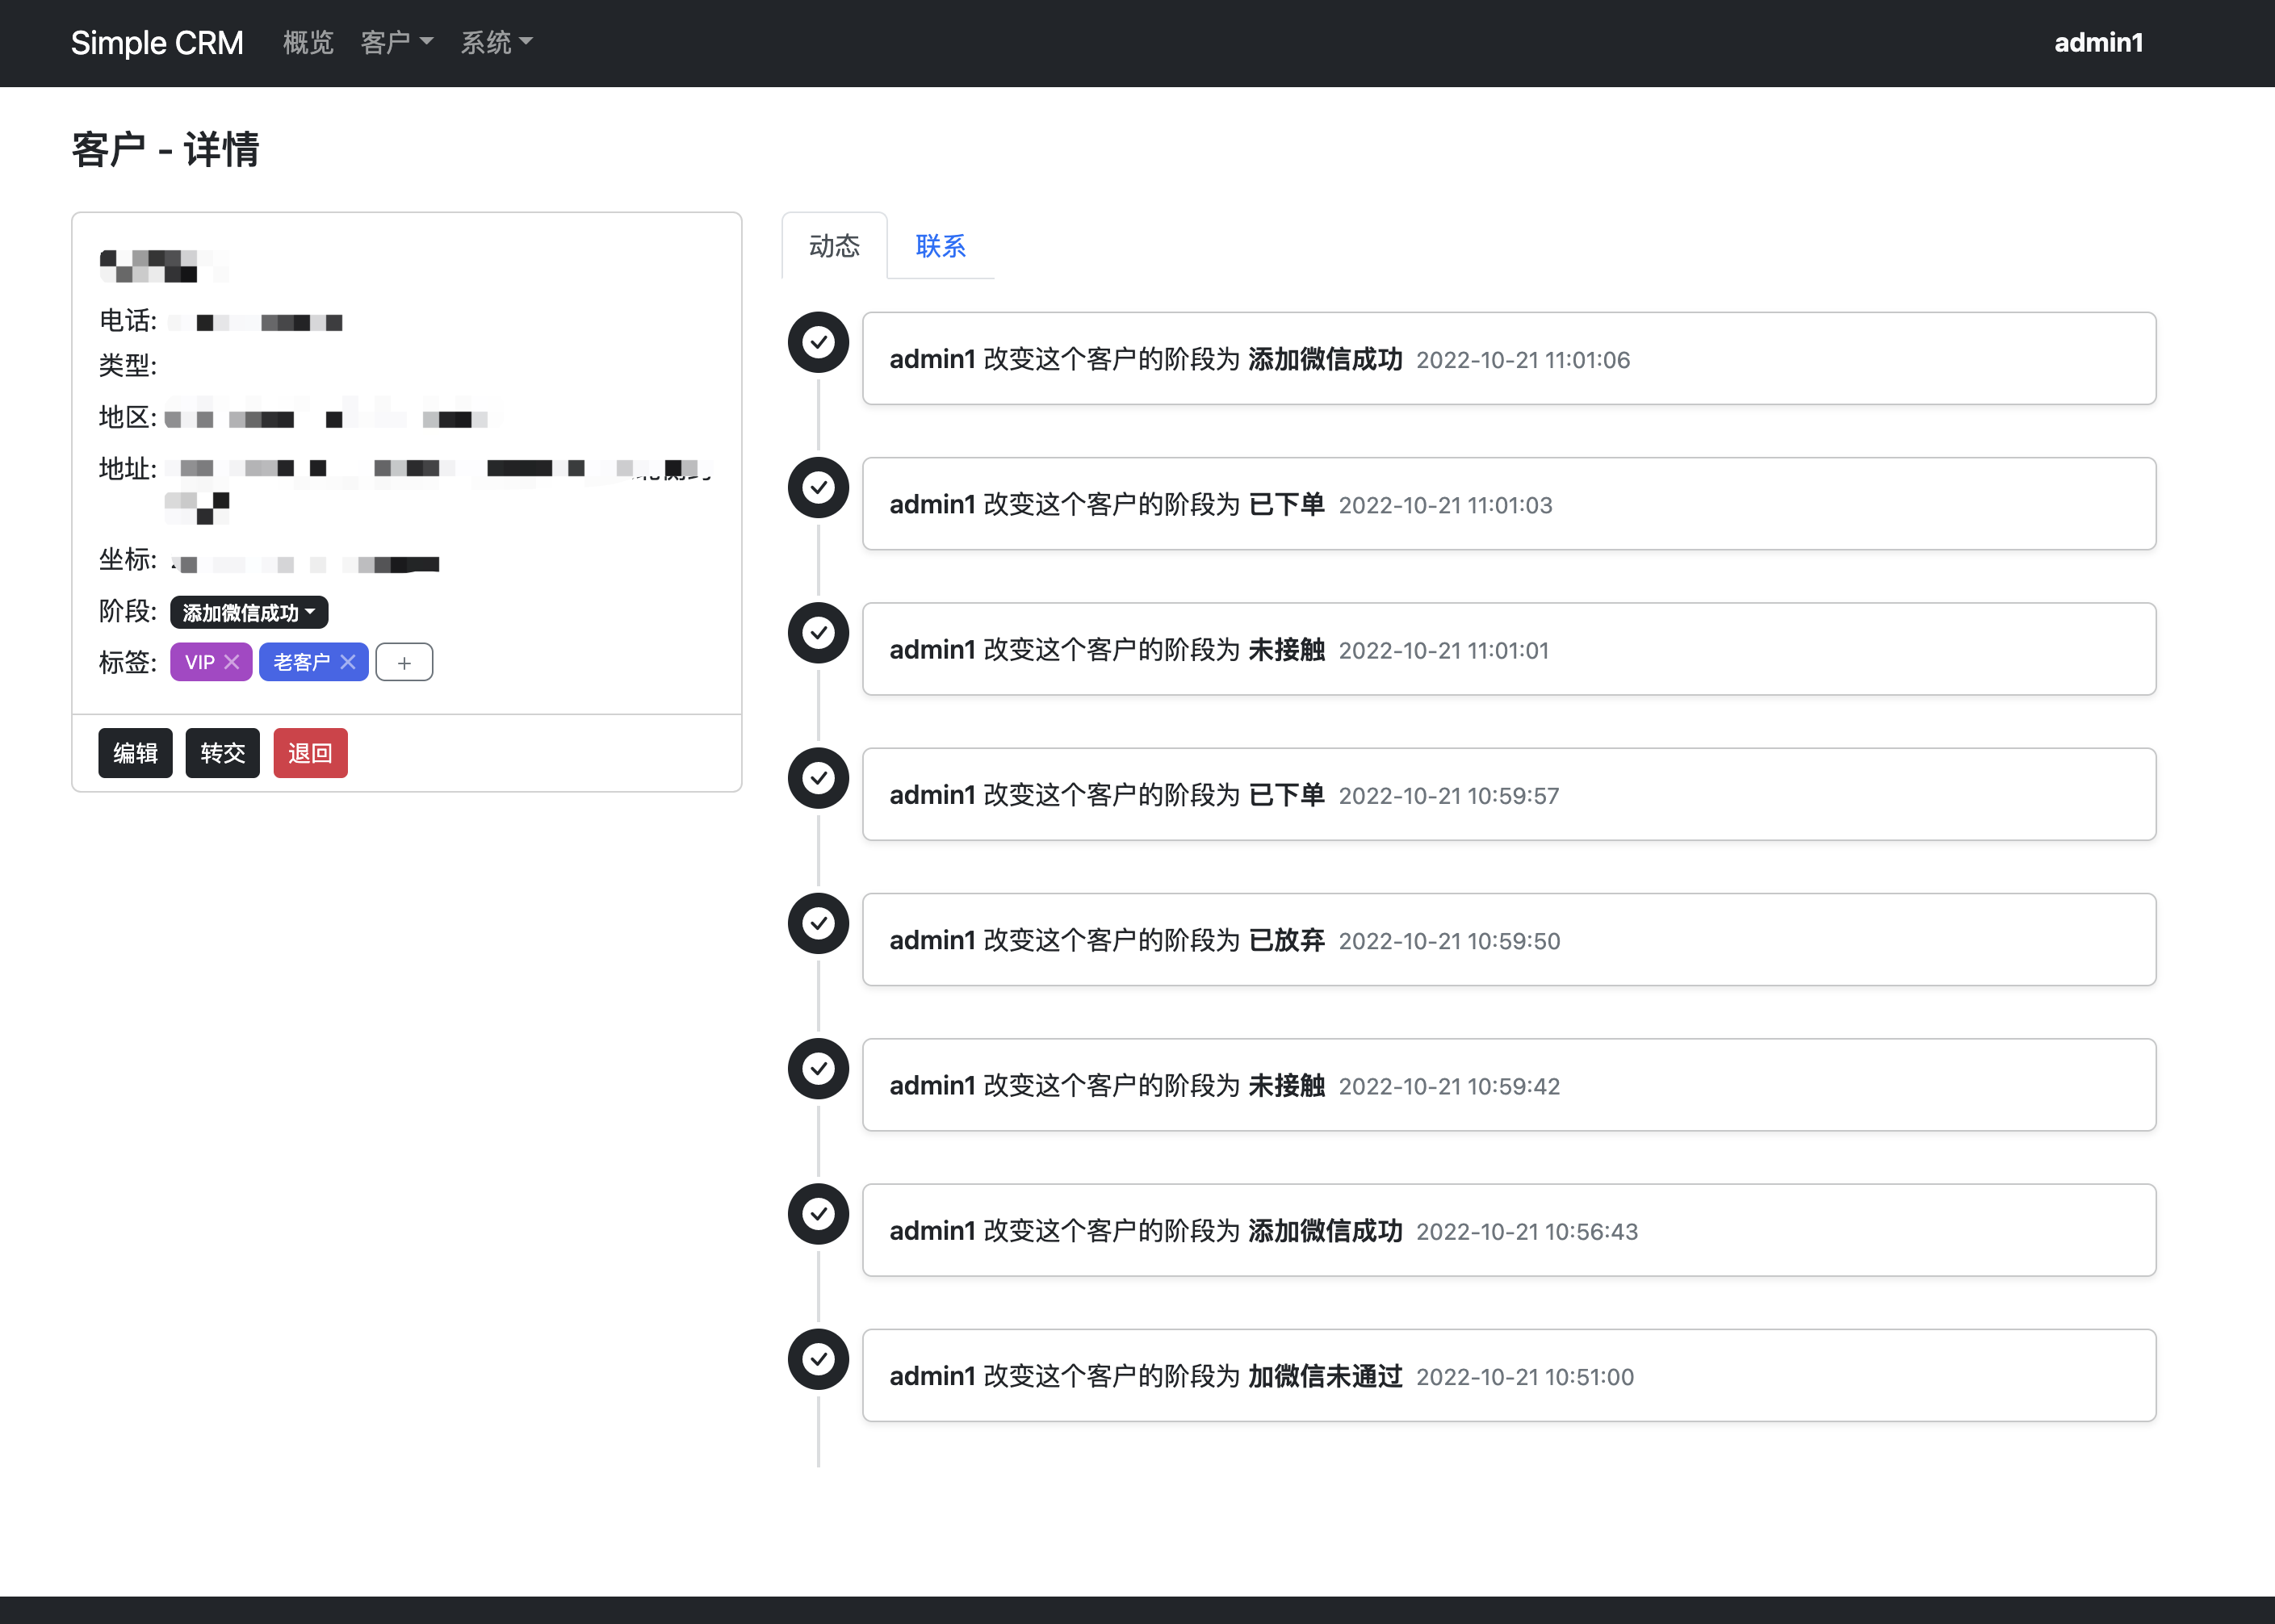 Simple CRM 概览 客户 系统 admin1
客户 - 详情
电话:
类型:
地区:
地址:
坐标:
阶段: 添加微信成功
标签: VIP × 老客户 × +
编辑 转交 退回
动态 联系
admin1 改变这个客户的阶段为 添加微信成功 2022-10-21 11:01:06
admin1 改变这个客户的阶段为 已下单 2022-10-21 11:01:03
admin1 改变这个客户的阶段为 未接触 2022-10-21 11:01:01
admin1 改变这个客户的阶段为 已下单 2022-10-21 10:59:57
admin1 改变这个客户的阶段为 已放弃 2022-10-21 10:59:50
admin1 改变这个客户的阶段为 未接触 2022-10-21 10:59:42
admin1 改变这个客户的阶段为 添加微信成功 2022-10-21 10:56:43
admin1 改变这个客户的阶段为 加微信未通过 2022-10-21 10:51:00